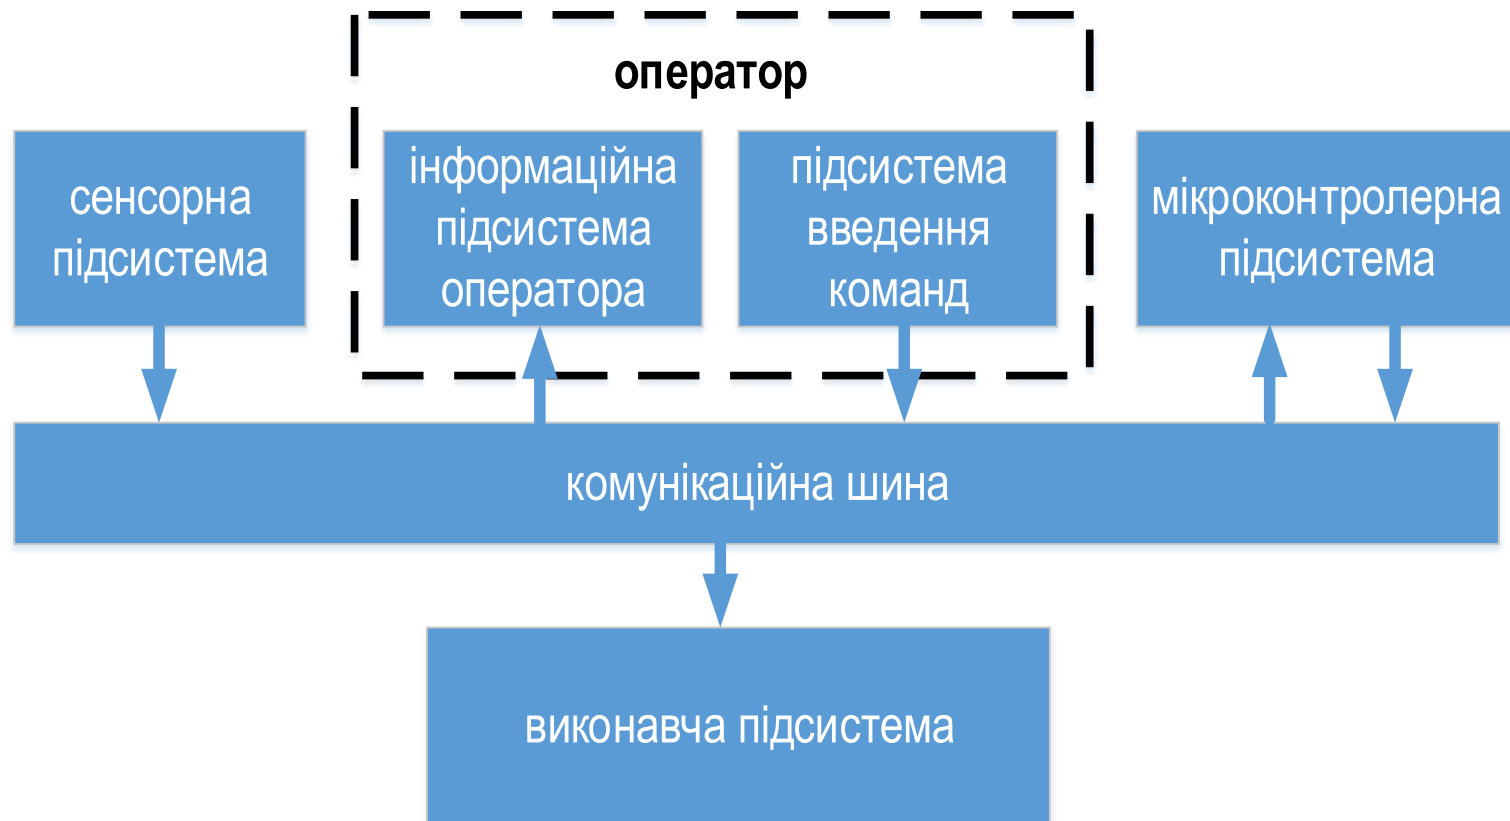 оператор
сенсорна
підсистема
інформаційна
підсистема
оператора
підсистема
введення
команд
мікроконтролерна
підсистема
комунікаційна шина
виконавча підсистема